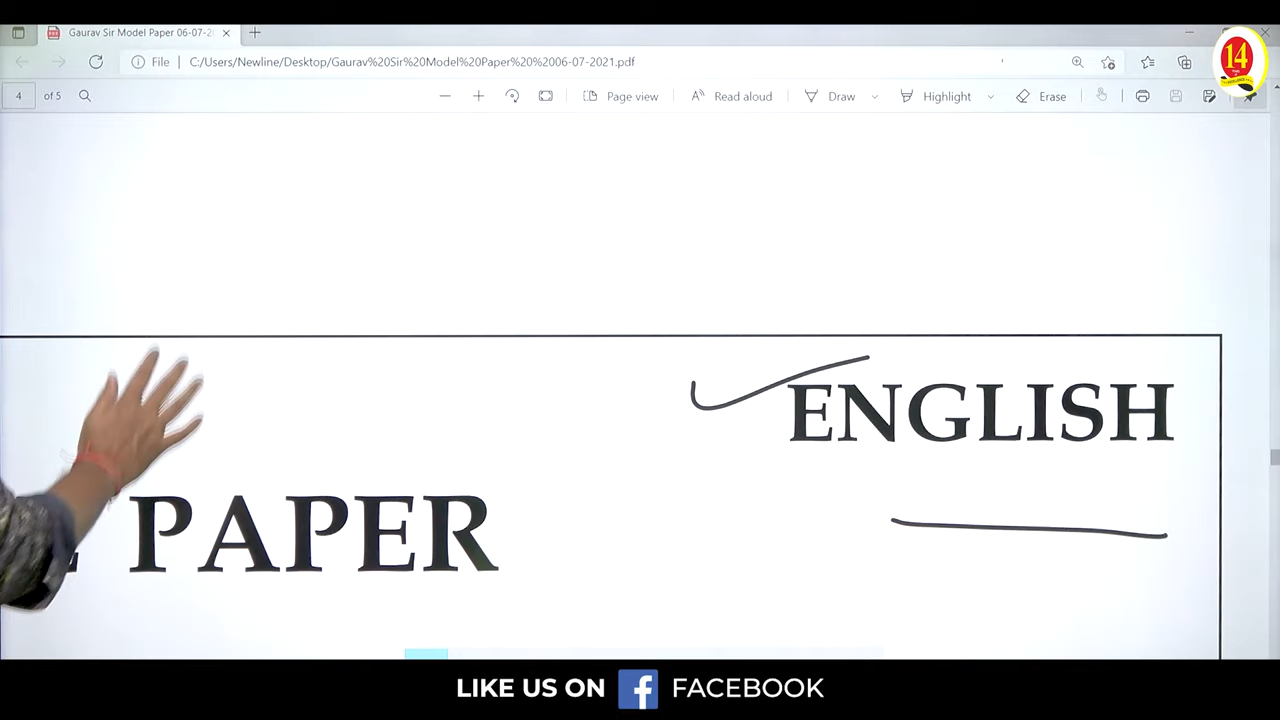 Gaurav Sir Model Paper 06-07-2
14
File C:/Users/Newline/Desktop/Gaurav%20Sir%20Model%20Paper%20%2006-07-2021.pdf
4 of 5 Page view Read aloud Draw Highlight Erase
ENGLISH
PAPER
LIKE US ON f FACEBOOK